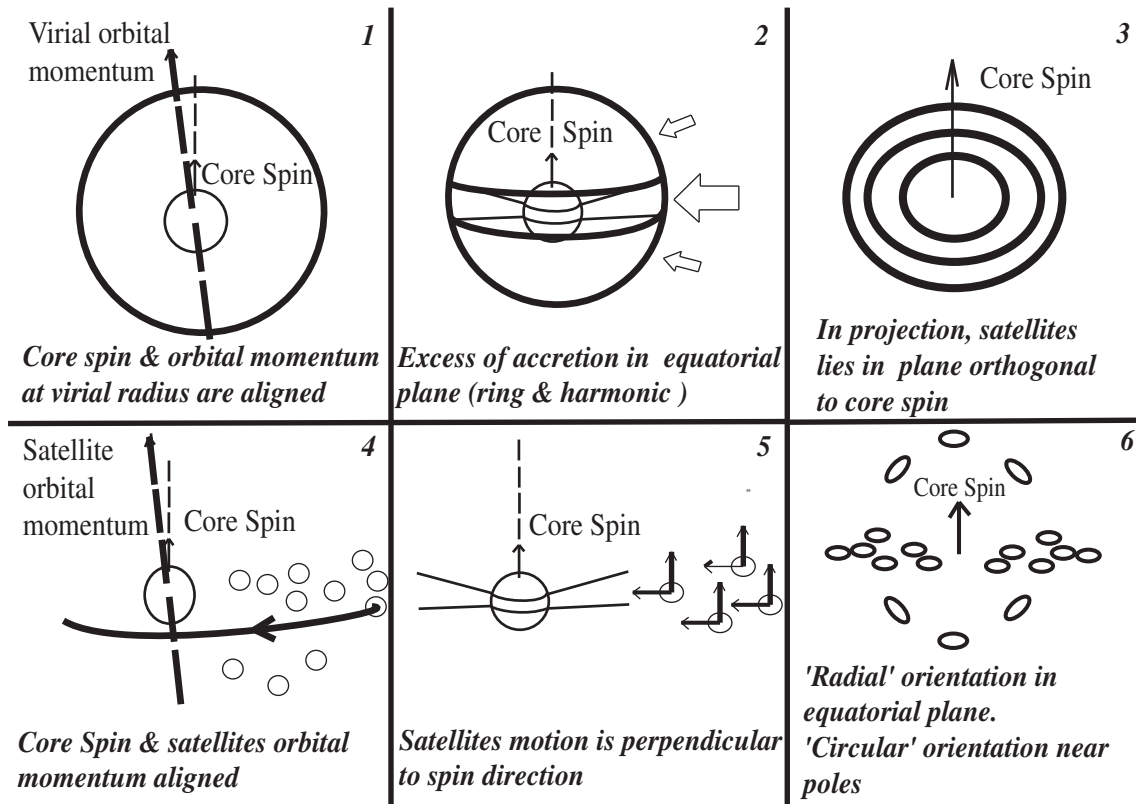 Virial orbital
momentum
1
Core Spin
Core spin & orbital momentum
at virial radius are aligned
2
Core Spin
Excess of accretion in equatorial
plane (ring & harmonic )
3
Core Spin
In projection, satellites
lies in plane orthogonal
to core spin
Satellite
orbital
momentum
4
Core Spin
Core Spin & satellites orbital
momentum aligned
5
Core Spin
Satellites motion is perpendicular
to spin direction
6
Core Spin
'Radial' orientation in
equatorial plane.
'Circular' orientation near
poles